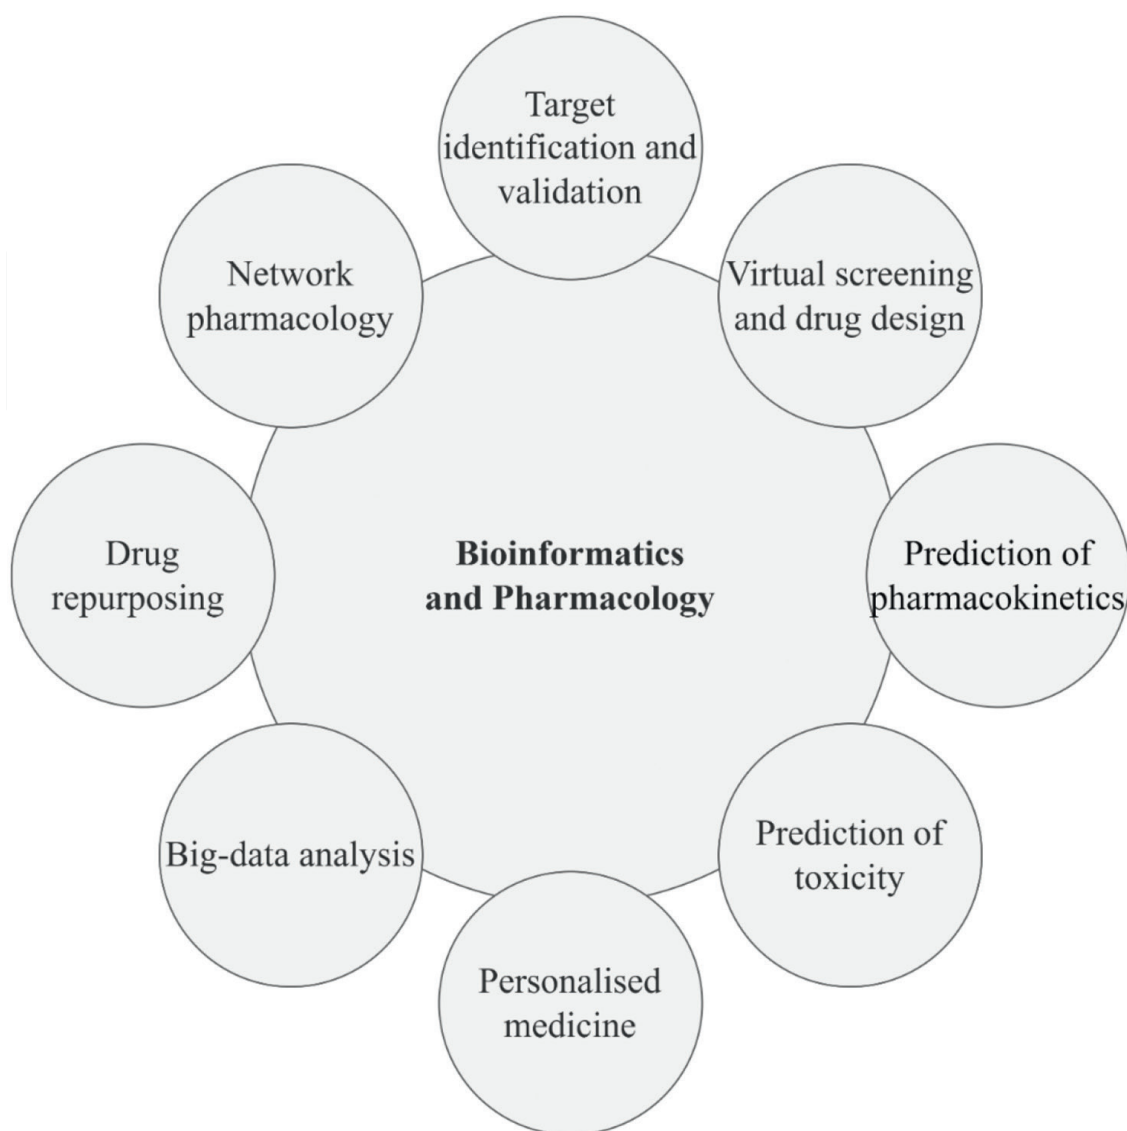 Target
identification and
validation
Virtual screening
and drug design
Network
pharmacology
Prediction of
pharmacokinetics
Bioinformatics
and Pharmacology
Drug
repurposing
Prediction of
toxicity
Big-data analysis
Personalised
medicine